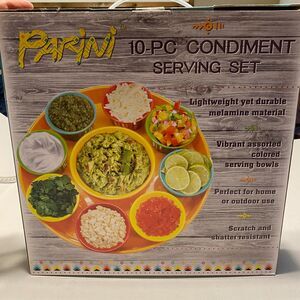 PARINI
10-PC CONDIMENT
SERVING SET
Lightweight yet durable
melamine material
Vibrant assorted
colored
serving bowls
Perfect for home
or outdoor use
Scratch and
shatter resistant